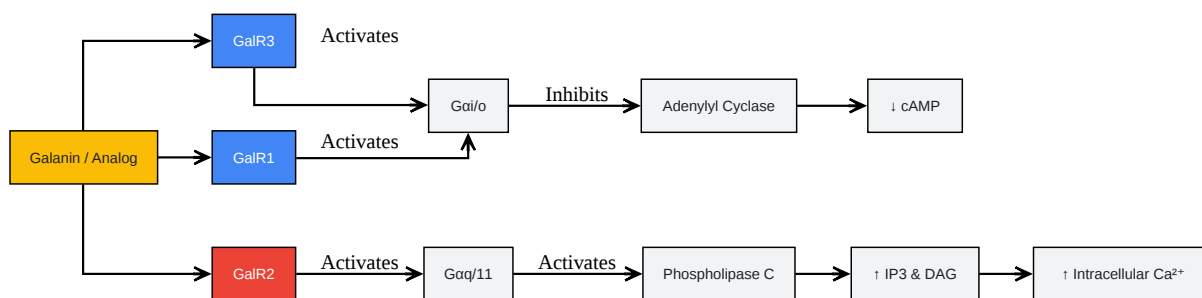 GalR3
Activates
Gαi/o
Inhibits
Adenylyl Cyclase
↓ cAMP
Galanin / Analog
GalR1
Activates
GalR2
Activates
Gαq/11
Activates
Phospholipase C
↑ IP3 & DAG
↑ Intracellular Ca²⁺